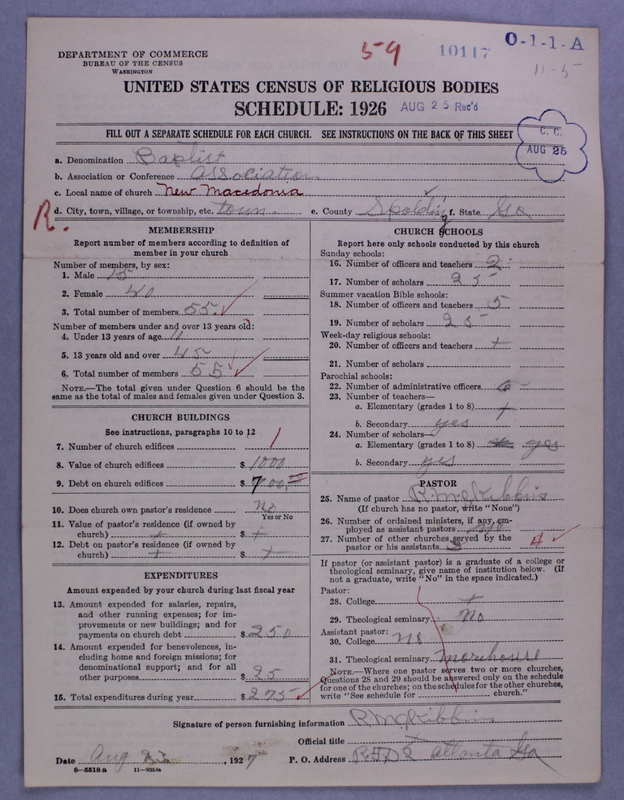 59 10117 O-1-1-A
11-5
DEPARTMENT OF COMMERCE
BUREAU OF THE CENSUS
WASHINGTON
UNITED STATES CENSUS OF RELIGIOUS BODIES
SCHEDULE: 1926 AUG 25 Rec'd
FILL OUT A SEPARATE SCHEDULE FOR EACH CHURCH. SEE INSTRUCTIONS ON THE BACK OF THIS SHEET
C. C.
AUG 25
a. Denomination Baptist
b. Association or Conference association
c. Local name of church New Macedonia
R.
d. City, town, village, or township, etc. town e. County Spolding f. State Ga
MEMBERSHIP
Report number of members according to definition of
member in your church
Number of members, by sex:
1. Male 15
2. Female 40
3. Total number of members 55
Number of members under and over 13 years old:
4. Under 13 years of age 10
5. 13 years old and over 45
6. Total number of members 55
NOTE.—The total given under Question 6 should be the
same as the total of males and females given under Question 3.
CHURCH BUILDINGS
See instructions, paragraphs 10 to 12
7. Number of church edifices 1
8. Value of church edifices $ 1000
9. Debt on church edifices $ 700.
10. Does church own pastor's residence no
Yes or No
11. Value of pastor's residence (if owned by
church) + $ +
12. Debt on pastor's residence (if owned by
church) + $ +
EXPENDITURES
Amount expended by your church during last fiscal year
13. Amount expended for salaries, repairs,
and other running expenses; for im-
provements or new buildings; and for
payments on church debt $ 250
14. Amount expended for benevolences, in-
cluding home and foreign missions; for
denominational support; and for all
other purposes $ 25
15. Total expenditures during year $ 275
CHURCH SCHOOLS
Report here only schools conducted by this church
Sunday schools:
16. Number of officers and teachers 2
17. Number of scholars 25
Summer vacation Bible schools:
18. Number of officers and teachers 5
19. Number of scholars 25
Week-day religious schools:
20. Number of officers and teachers +
21. Number of scholars
Parochial schools:
22. Number of administrative officers
23. Number of teachers—
a. Elementary (grades 1 to 8) +
b. Secondary yes
24. Number of scholars—
a. Elementary (grades 1 to 8) yes
b. Secondary yes
PASTOR
25. Name of pastor R. McGribbins
(If church has no pastor, write "None")
26. Number of ordained ministers, if any, em-
ployed as assistant pastors
27. Number of other churches served by the
pastor or his assistants 3 4
If pastor (or assistant pastor) is a graduate of a college or
theological seminary, give name of institution below. (If
not a graduate, write "No" in the space indicated.)
Pastor:
28. College +
29. Theological seminary No
Assistant pastor:
30. College no
31. Theological seminary morehouse
NOTE.—Where one pastor serves two or more churches,
Questions 28 and 29 should be answered only on the schedule
for one of the churches; on the schedules for the other churches,
write "See schedule for church."
Signature of person furnishing information R McGribbins
Official title
Date Aug , 1927 P. O. Address RFD2 Atlanta Ga
8-5518a 11-9